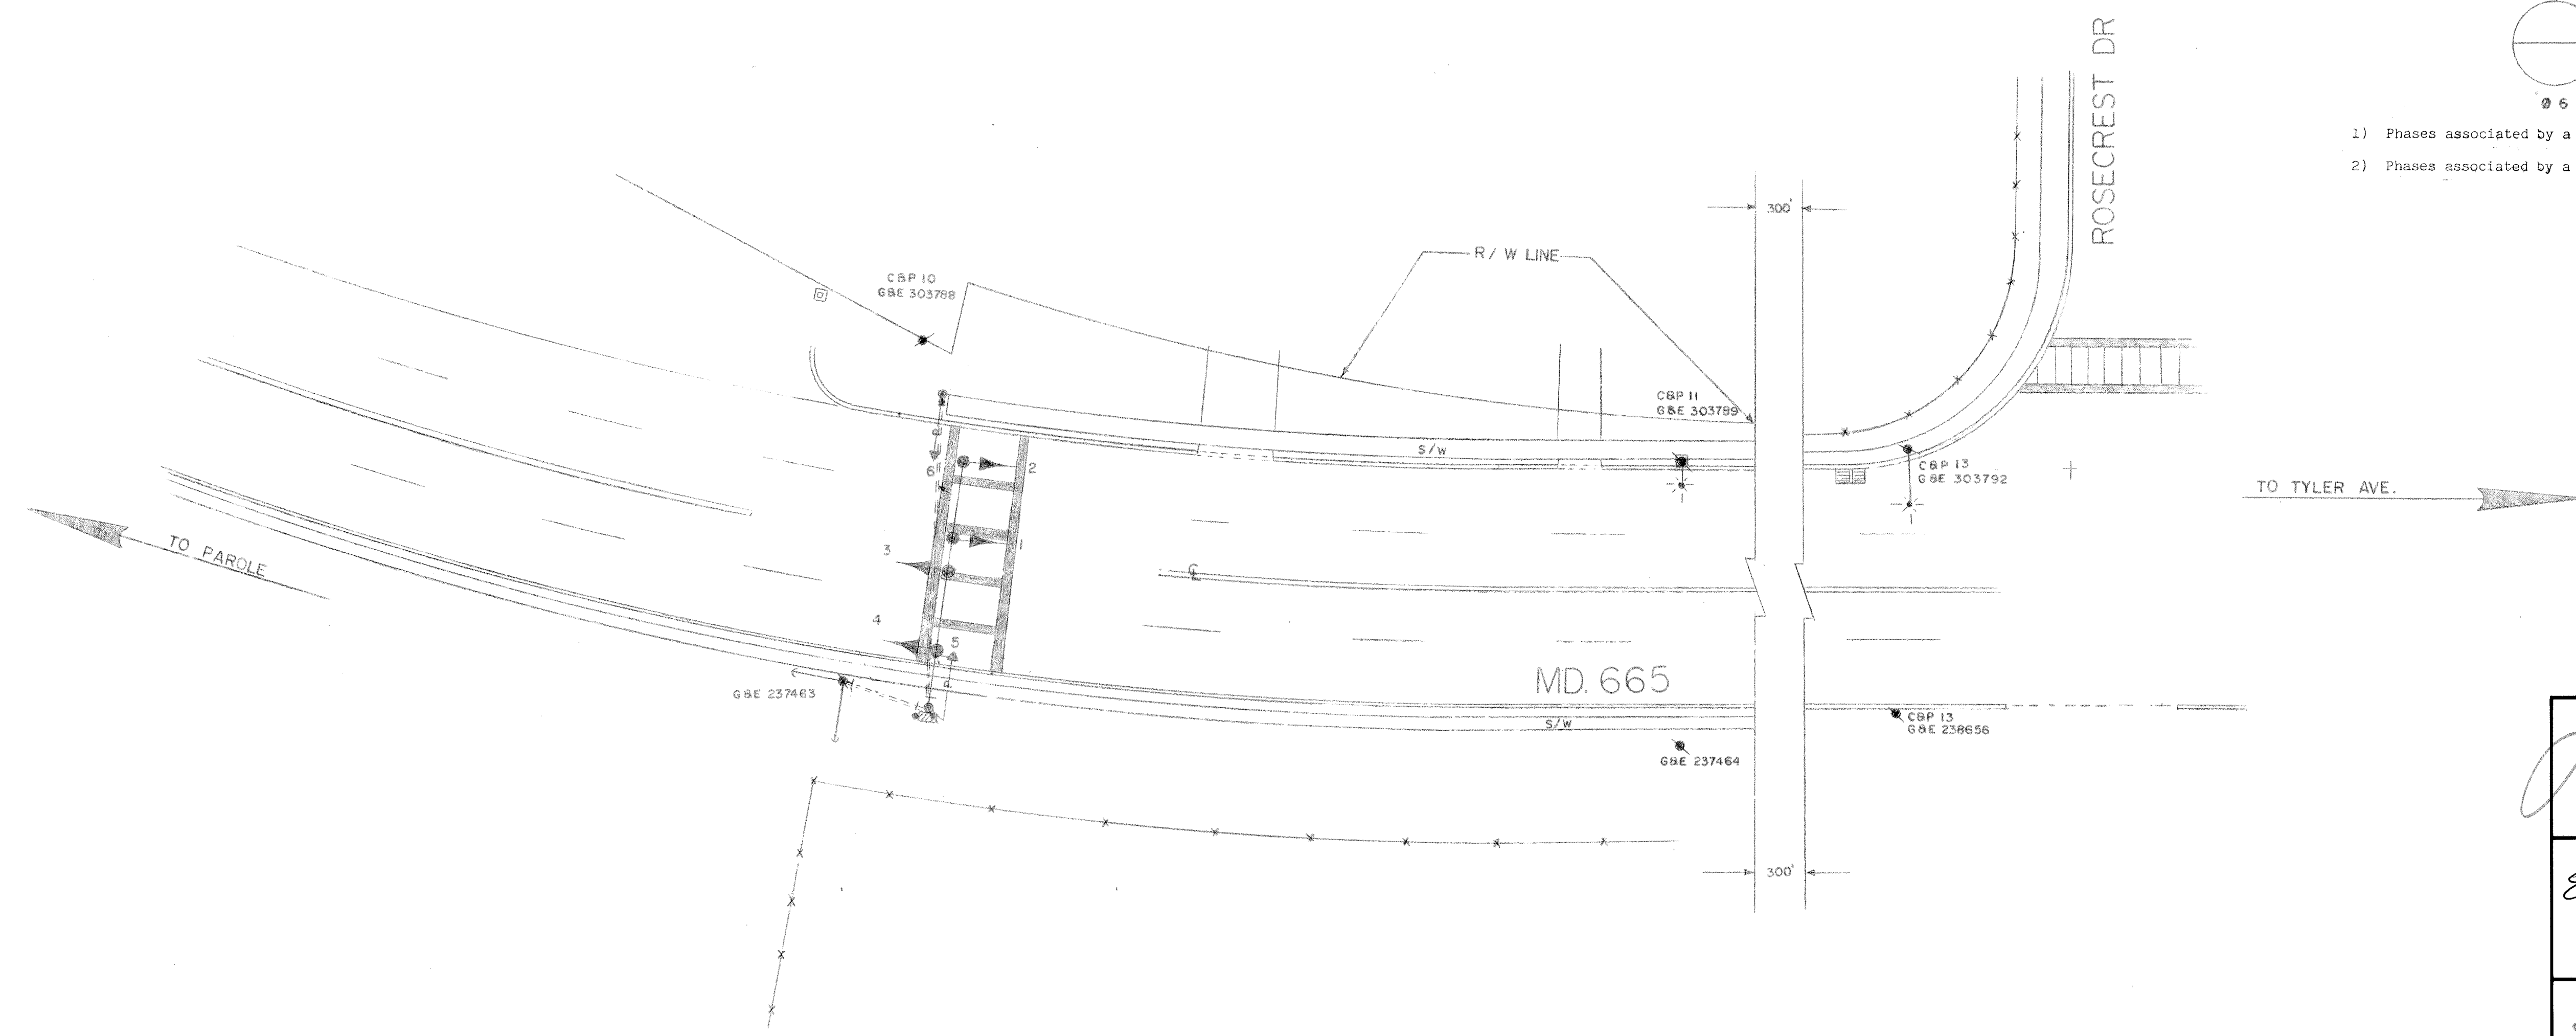 ROSECREST DR
Ø 6
1) Phases associated by a
2) Phases associated by a
300'
R/W LINE
C&P 10
G&E 303788
C&P 11
G&E 303789
S/W
6
2
C&P 13
G&E 303792
TO TYLER AVE.
TO PAROLE
3
1
℄
4
5
MD. 665
G&E 237463
S/W
C&P 13
G&E 238656
G&E 237464
300'